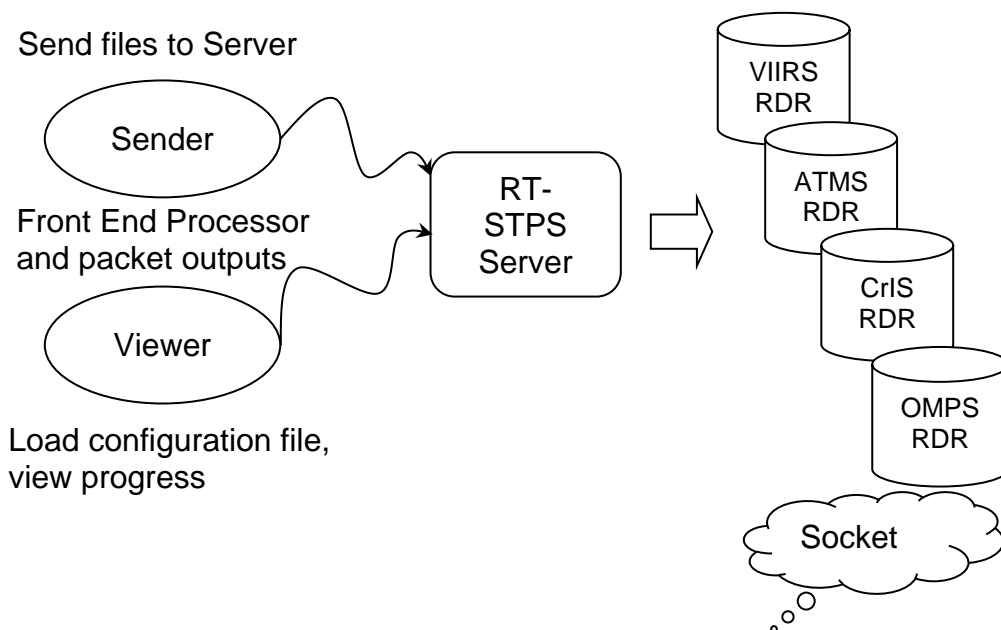 Send files to Server
Sender
Front End Processor
and packet outputs
Viewer
Load configuration file,
view progress
RT-
STPS
Server
VIIRS
RDR
ATMS
RDR
CrIS
RDR
OMPS
RDR
Socket